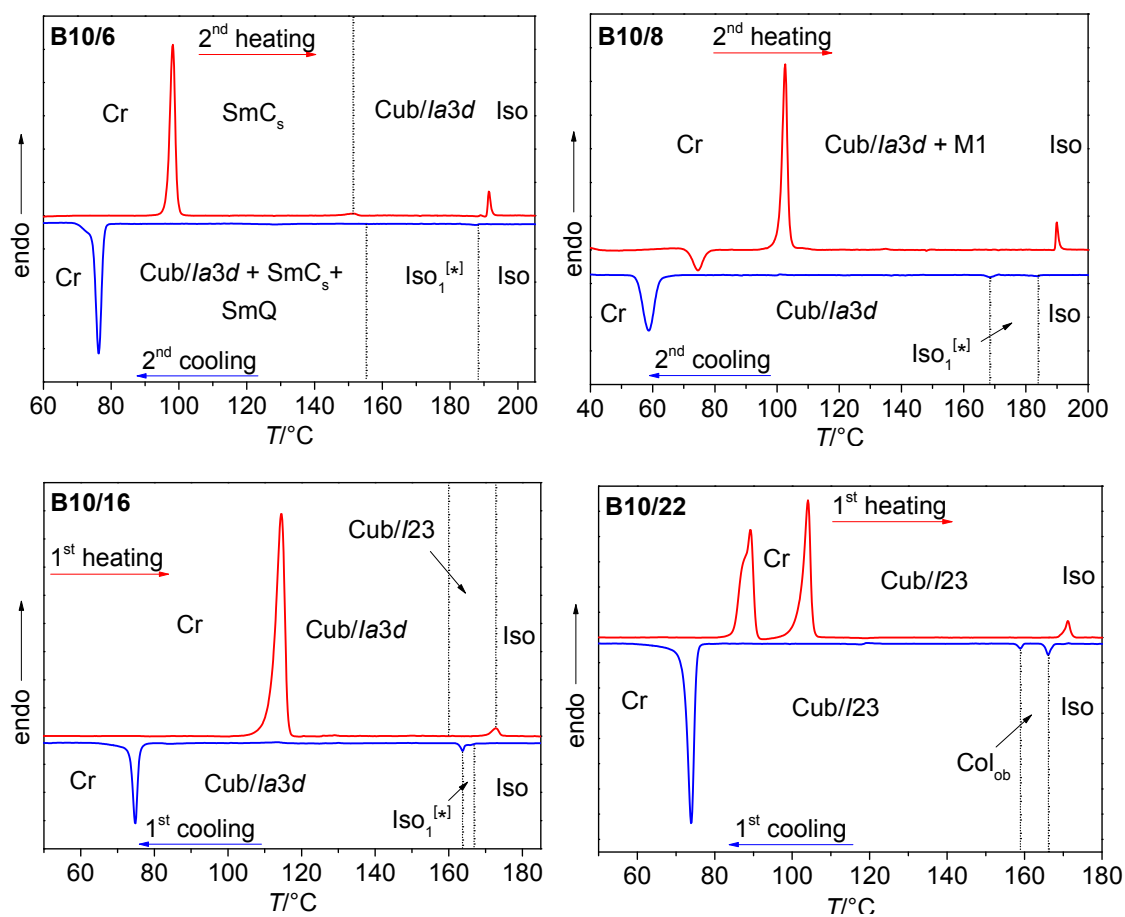 B10/6
2nd heating
Cr
SmCs
Cub/Ia3d
Iso
endo
Cr
Cub/Ia3d + SmCs+
SmQ
Iso1[*]
Iso
2nd cooling
60 80 100 120 140 160 180 200
T/°C
B10/8
2nd heating
Cr
Cub/Ia3d + M1
Iso
endo
Cr
Cub/Ia3d
Iso
Iso1[*]
2nd cooling
40 60 80 100 120 140 160 180 200
T/°C
B10/16
Cub/I23
1st heating
Cr
Cub/Ia3d
Iso
endo
Cr
Cub/Ia3d
Iso
Iso1[*]
1st cooling
60 80 100 120 140 160 180
T/°C
B10/22
1st heating
Cr
Cub/I23
Iso
endo
Cr
Cub/I23
Iso
Colob
1st cooling
60 80 100 120 140 160 180
T/°C